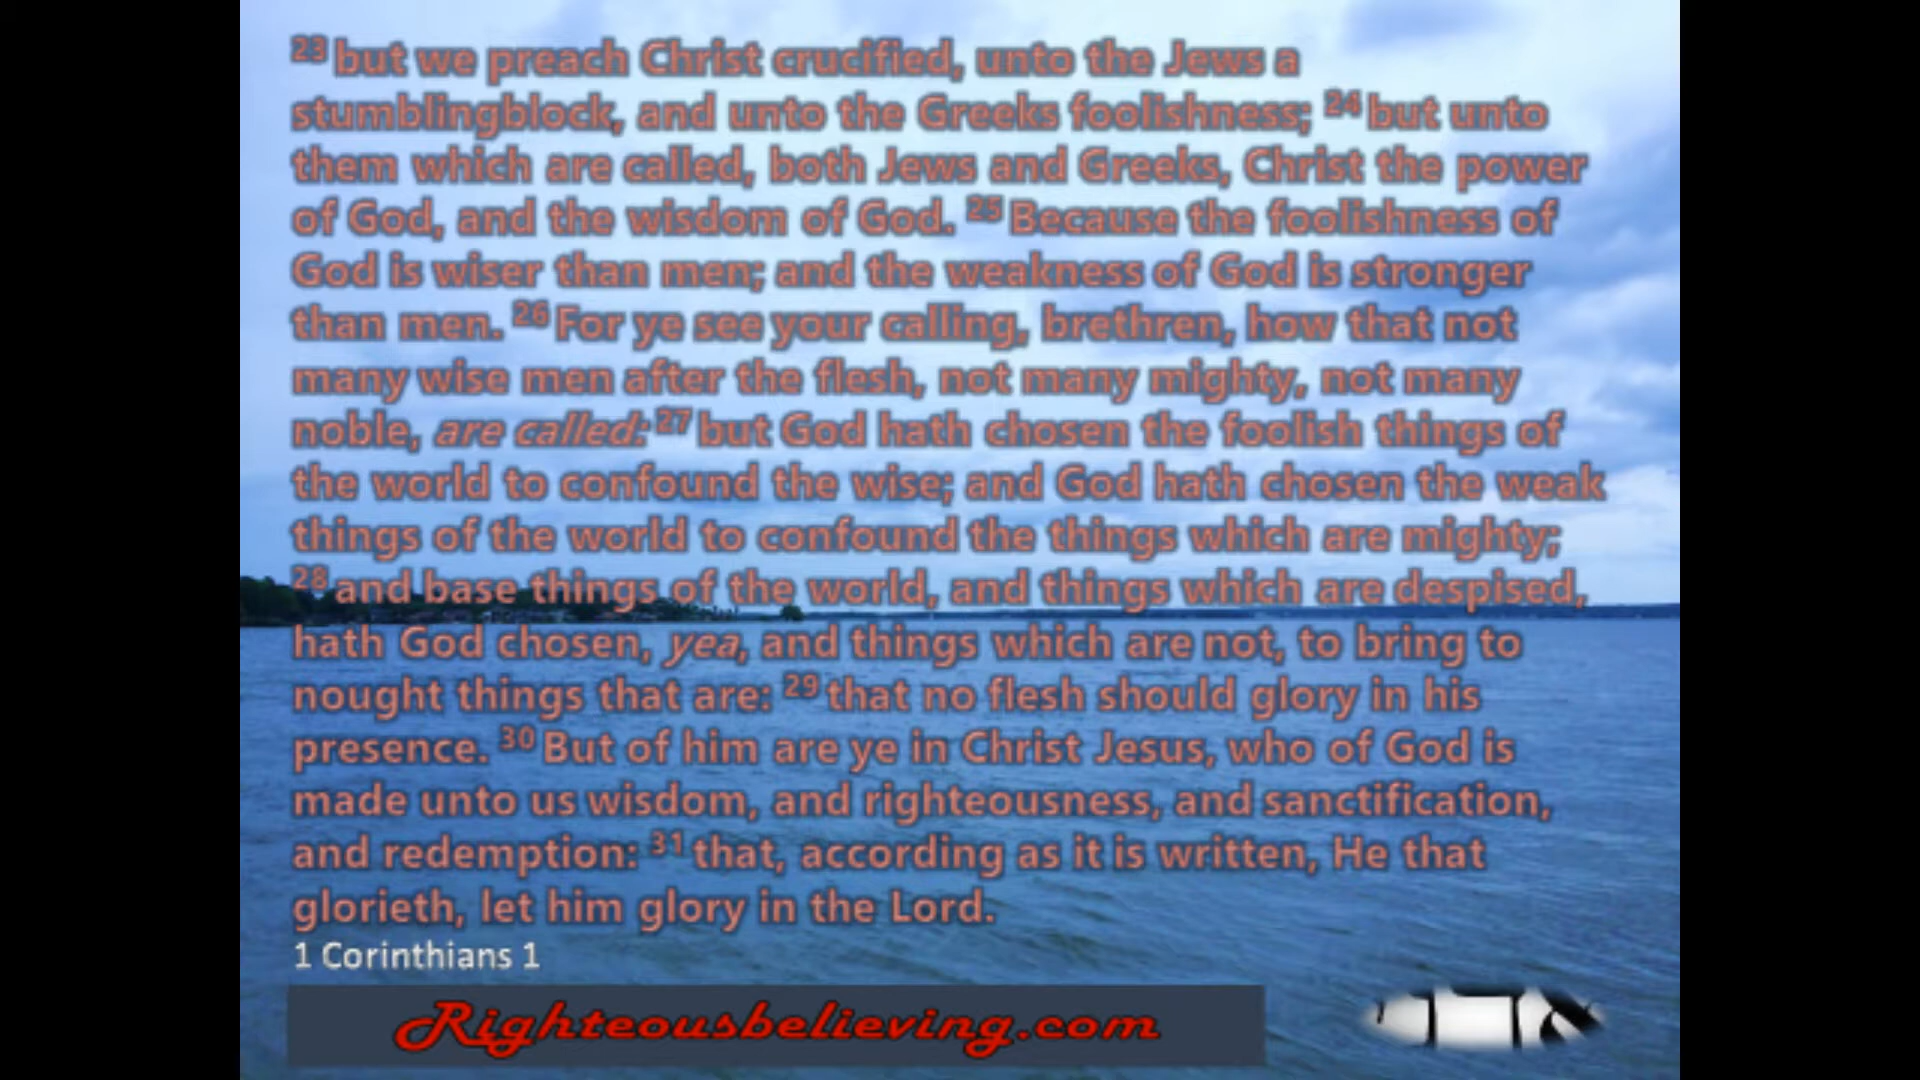 23 but we preach Christ crucified, unto the Jews a
stumblingblock, and unto the Greeks foolishness; 24 but unto
them which are called, both Jews and Greeks, Christ the power
of God, and the wisdom of God. 25 Because the foolishness of
God is wiser than men; and the weakness of God is stronger
than men. 26 For ye see your calling, brethren, how that not
many wise men after the flesh, not many mighty, not many
noble, are called: 27 but God hath chosen the foolish things of
the world to confound the wise; and God hath chosen the weak
things of the world to confound the things which are mighty;
28 and base things of the world, and things which are despised,
hath God chosen, yea, and things which are not, to bring to
nought things that are: 29 that no flesh should glory in his
presence. 30 But of him are ye in Christ Jesus, who of God is
made unto us wisdom, and righteousness, and sanctification,
and redemption: 31 that, according as it is written, He that
glorieth, let him glory in the Lord.
1 Corinthians 1
Righteousbelieving.com